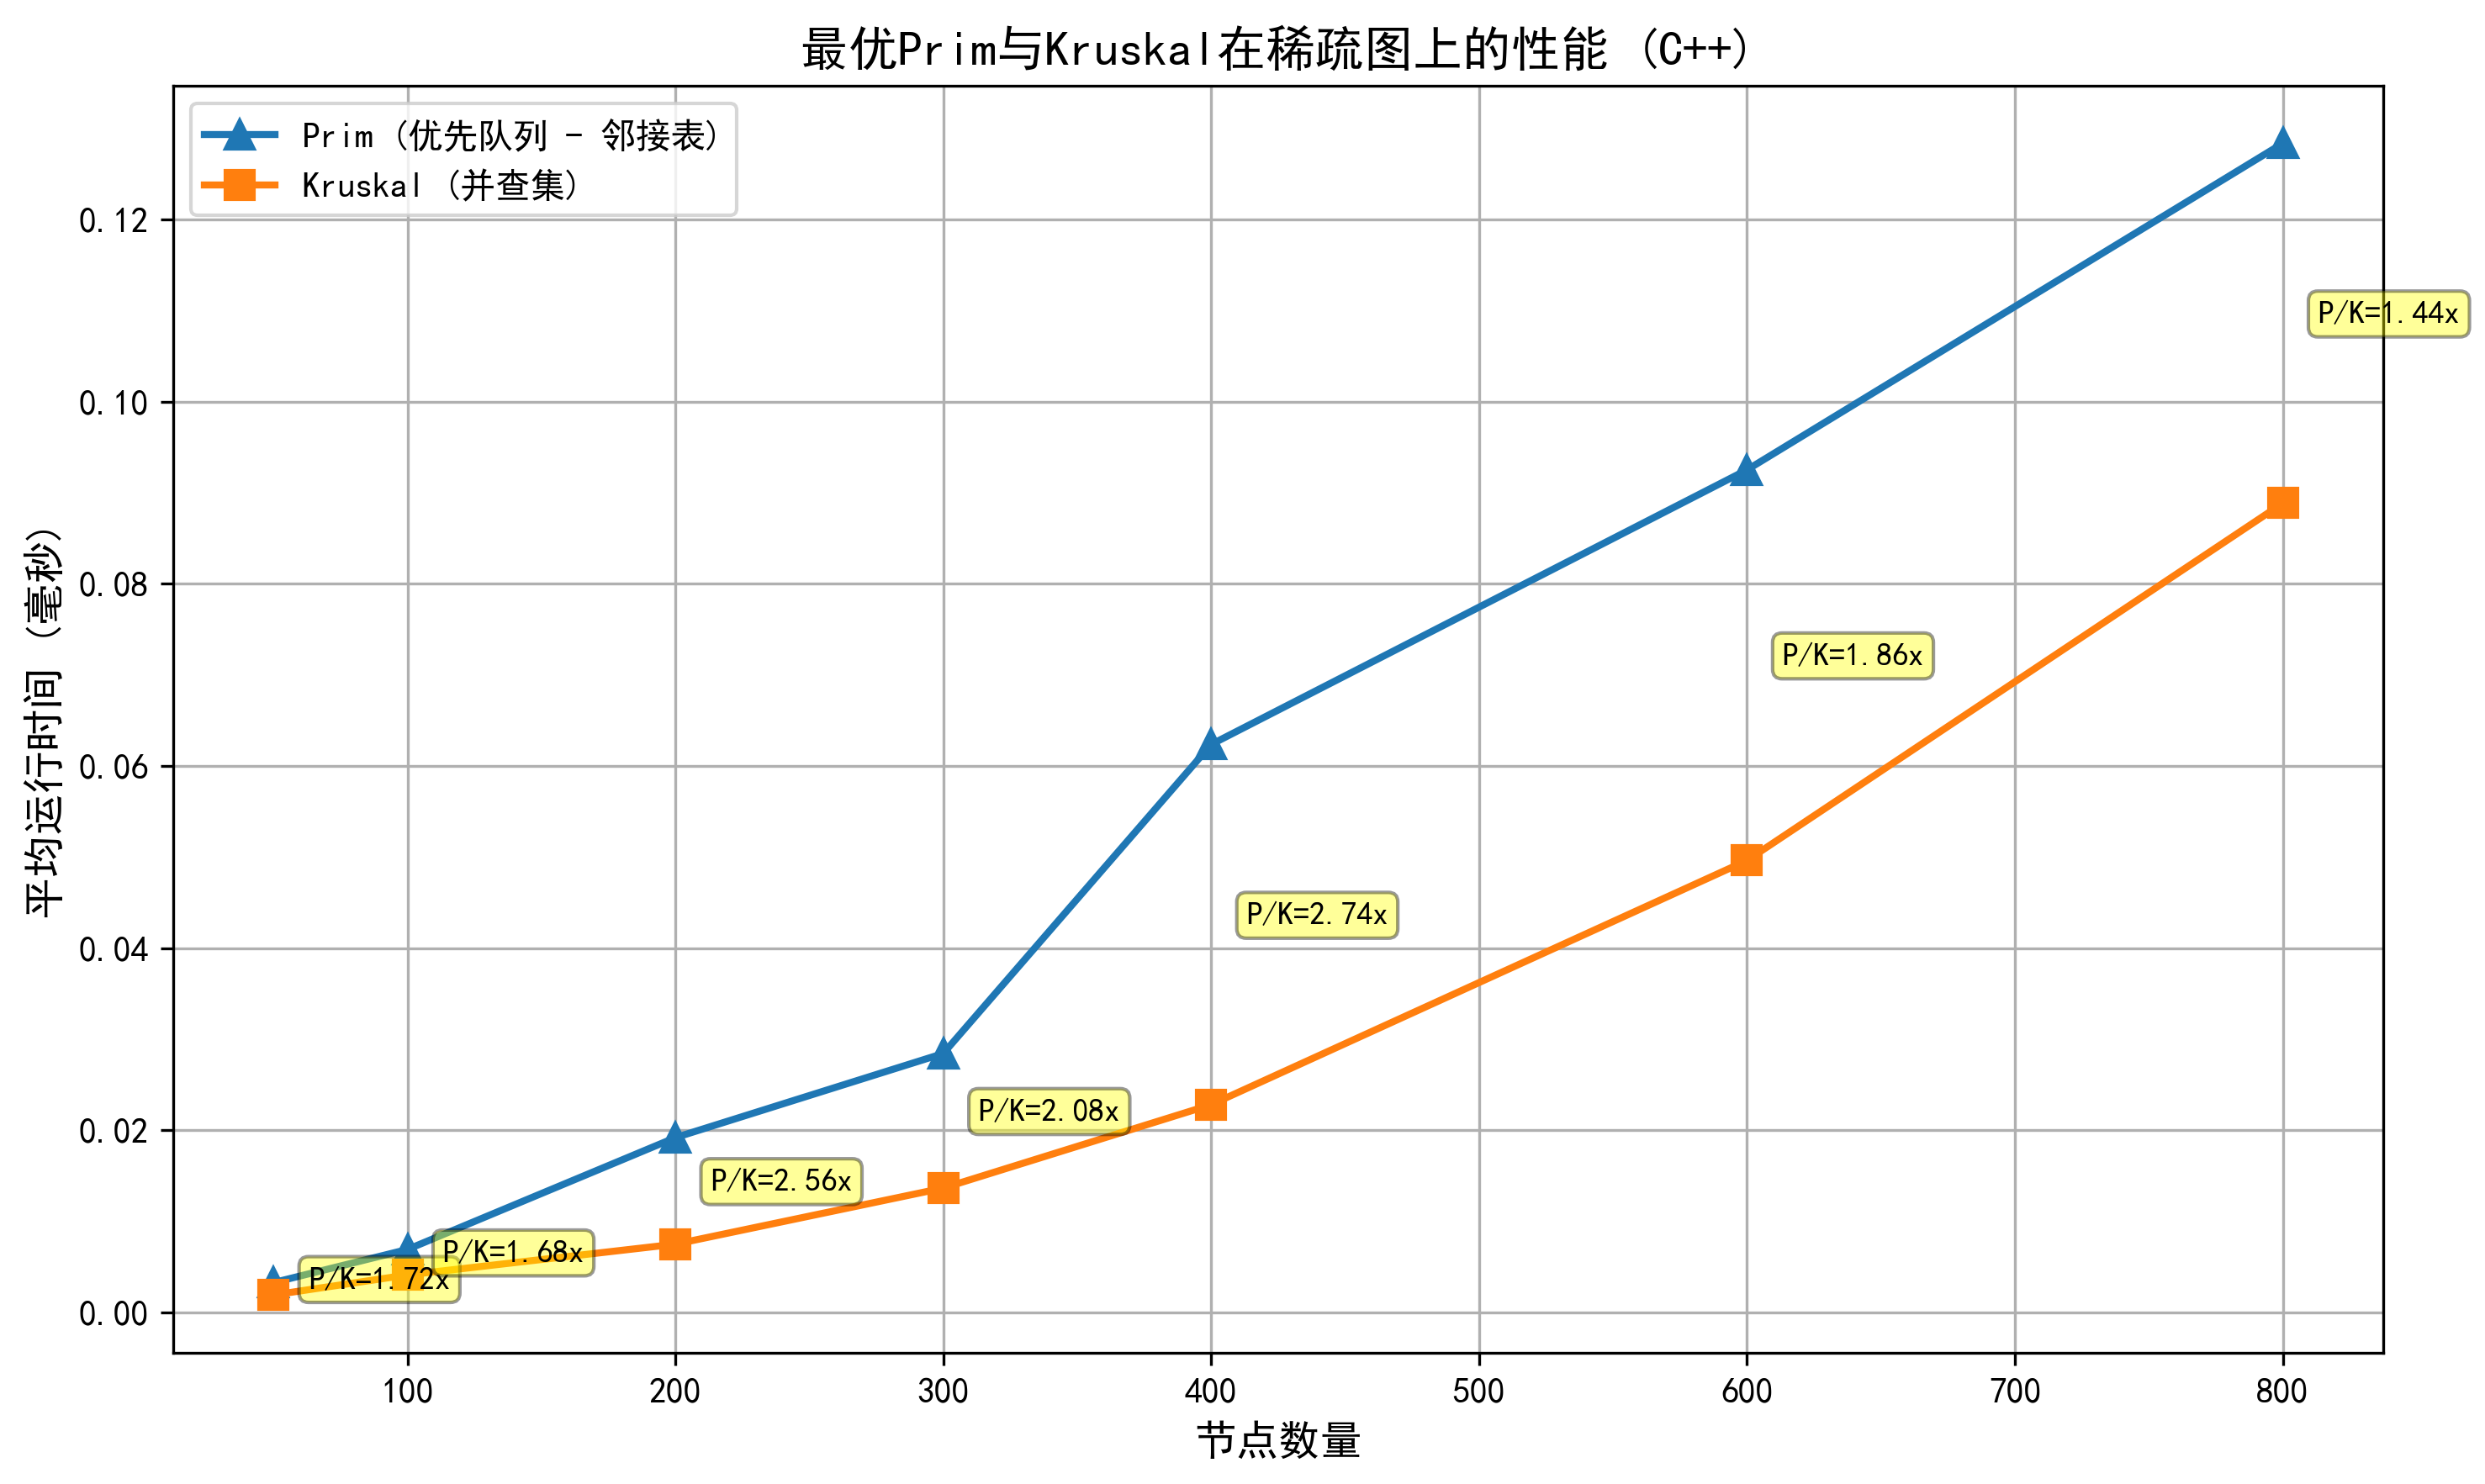 最优Prim与Kruskal在稀疏图上的性能 (C++)
Prim (优先队列 - 邻接表)
Kruskal (并查集)
平均运行时间 (毫秒)
0.12
0.10
0.08
0.06
0.04
0.02
0.00
P/K=1.72x
P/K=1.68x
P/K=2.56x
P/K=2.08x
P/K=2.74x
P/K=1.86x
P/K=1.44x
100
200
300
400
500
600
700
800
节点数量